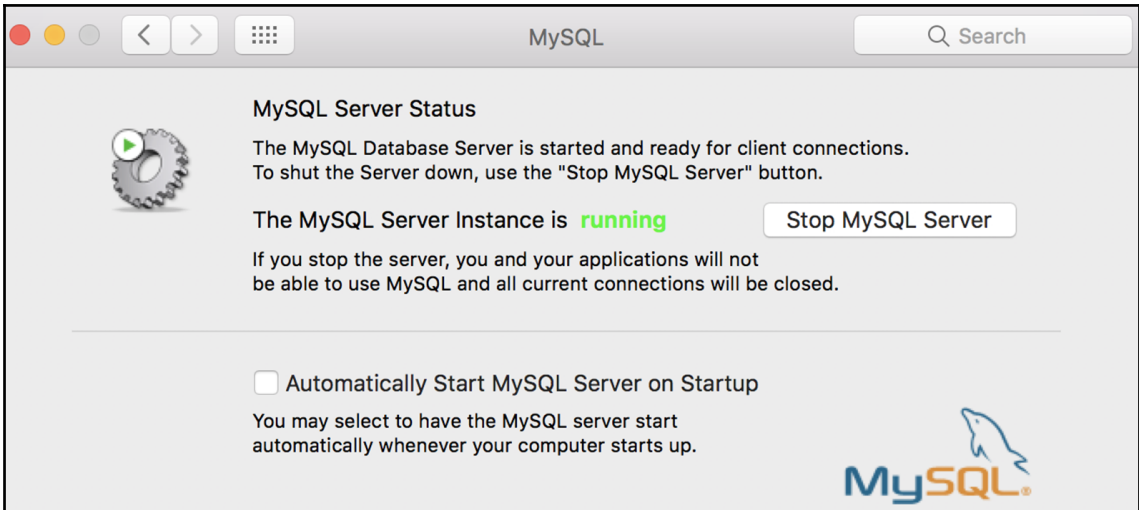 MySQL
Search
MySQL Server Status
The MySQL Database Server is started and ready for client connections.
To shut the Server down, use the "Stop MySQL Server" button.
The MySQL Server Instance is running
Stop MySQL Server
If you stop the server, you and your applications will not
be able to use MySQL and all current connections will be closed.
Automatically Start MySQL Server on Startup
You may select to have the MySQL server start
automatically whenever your computer starts up.
MySQL®